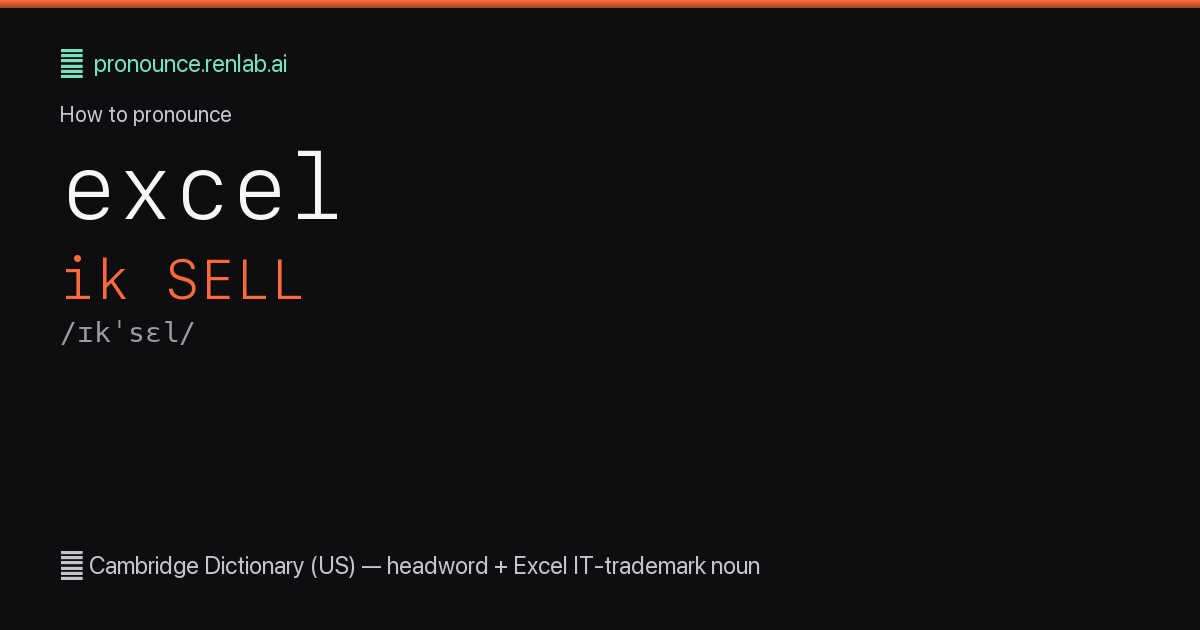 pronounce.renlab.ai
How to pronounce
excel
ik SELL
/ɪkˈsɛl/
Cambridge Dictionary (US) — headword + Excel IT-trademark noun